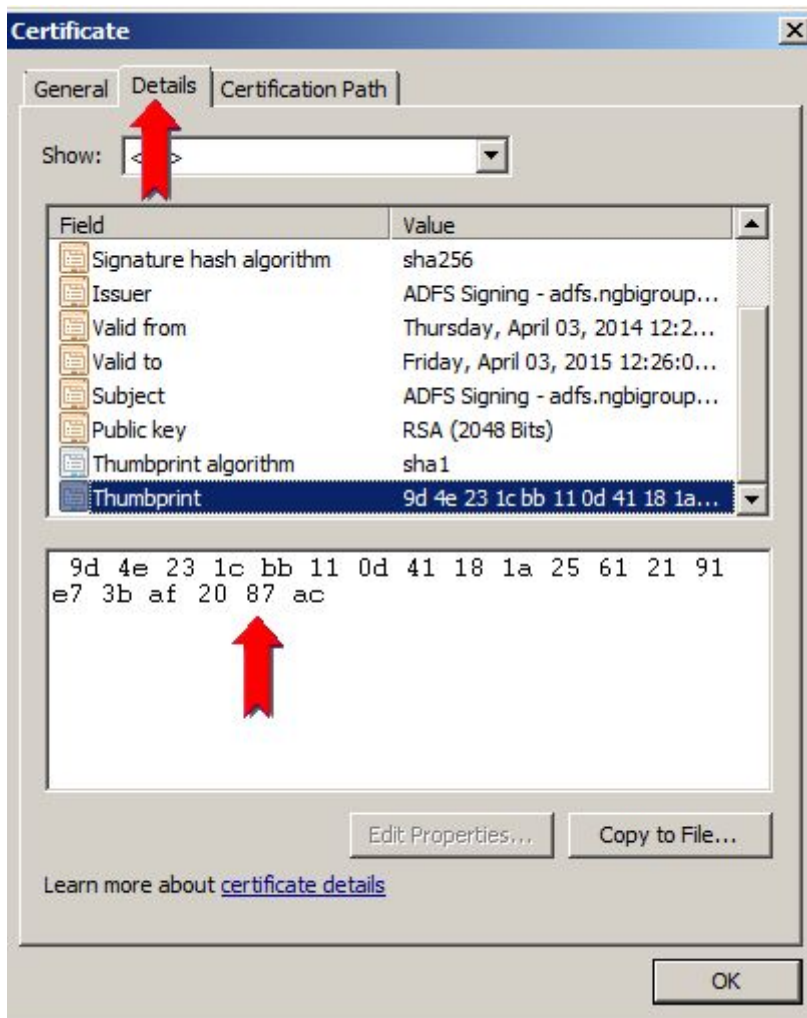 Certificate
General Details Certification Path
Show:
Field Value
Signature hash algorithm sha256
Issuer ADFS Signing - adfs.ngbigroup...
Valid from Thursday, April 03, 2014 12:2...
Valid to Friday, April 03, 2015 12:26:0...
Subject ADFS Signing - adfs.ngbigroup...
Public key RSA (2048 Bits)
Thumbprint algorithm sha1
Thumbprint 9d 4e 23 1c bb 11 0d 41 18 1a...
9d 4e 23 1c bb 11 0d 41 18 1a 25 61 21 91
e7 3b af 20 87 ac
Edit Properties... Copy to File...
Learn more about certificate details
OK